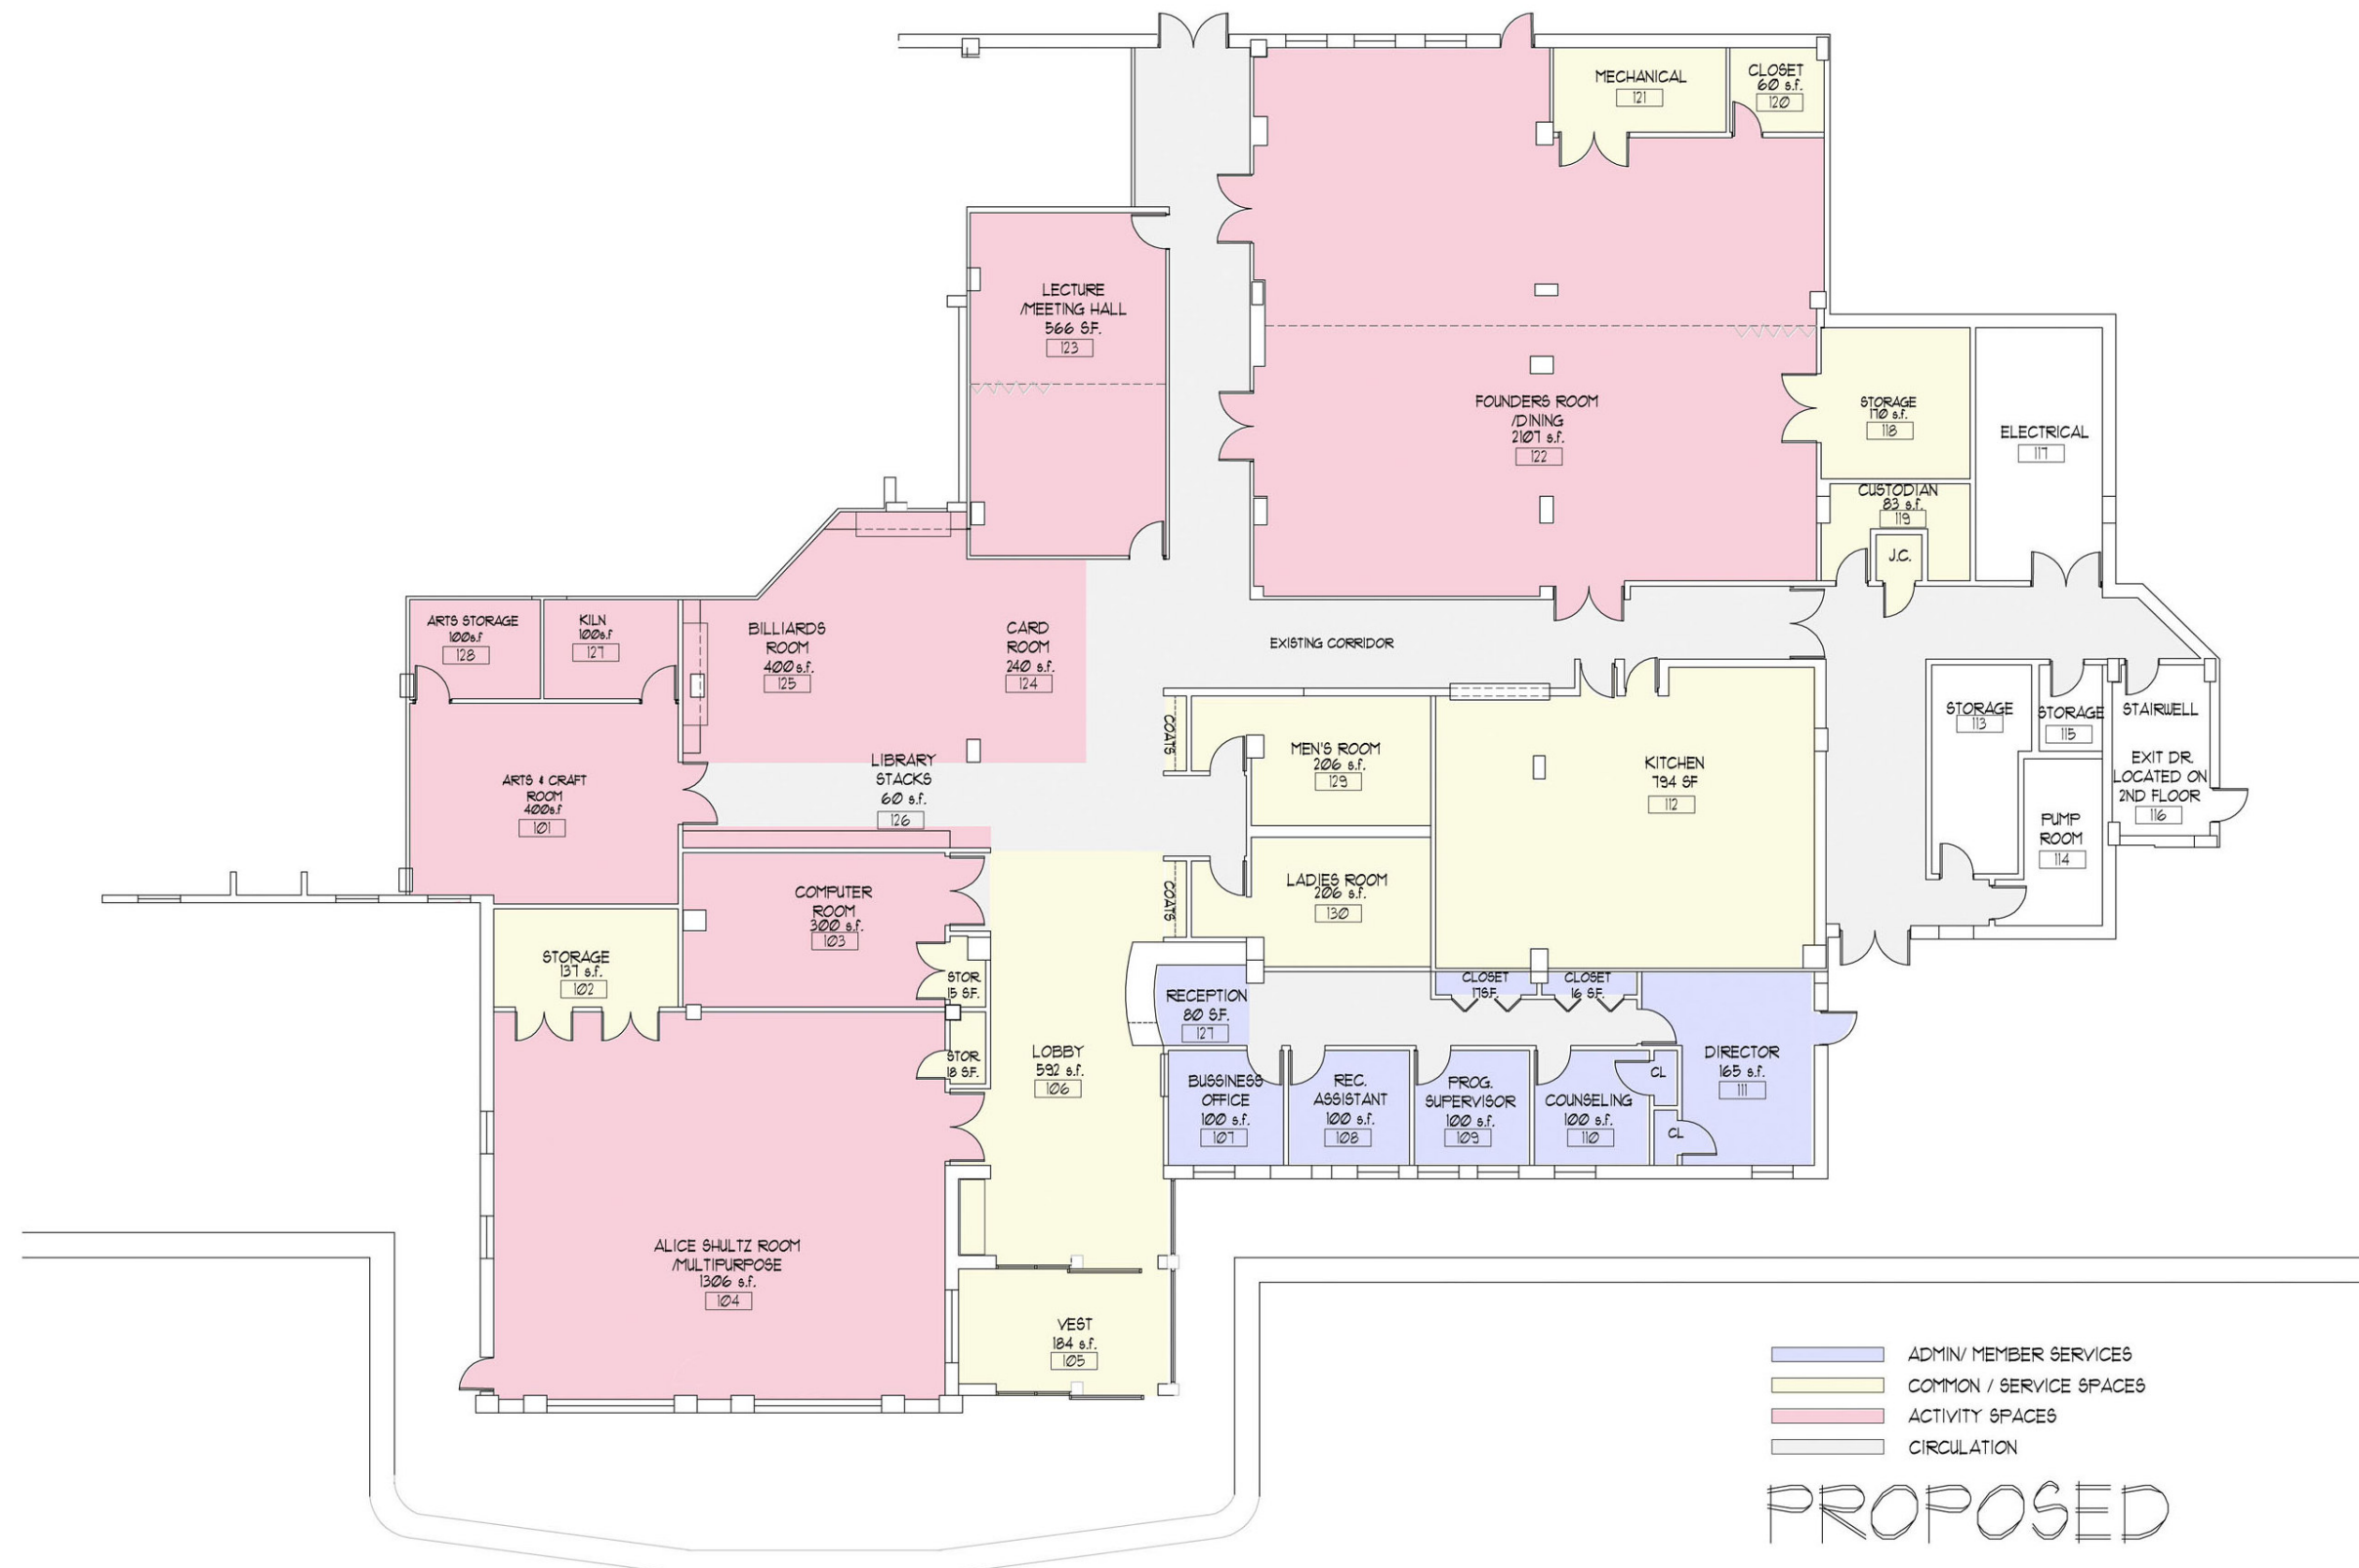 MECHANICAL
121
CLOSET
60 s.f.
120
LECTURE
/MEETING HALL
566 S.F.
123
FOUNDERS ROOM
/DINING
2107 s.f.
122
STORAGE
170 s.f.
118
ELECTRICAL
117
CUSTODIAN
83 s.f.
119
J.C.
ARTS STORAGE
100s.f
128
KILN
100s.f
127
BILLIARDS
ROOM
400s.f.
125
CARD
ROOM
240 s.f.
124
EXISTING CORRIDOR
COATS
MEN'S ROOM
206 s.f.
129
KITCHEN
794 SF
112
STORAGE
113
STORAGE
115
STAIRWELL
EXIT DR.
LOCATED ON
2ND FLOOR
116
PUMP
ROOM
114
LIBRARY
STACKS
60 s.f.
126
ARTS & CRAFT
ROOM
400s.f
101
COMPUTER
ROOM
300 s.f.
103
COATS
LADIES ROOM
206 s.f.
130
STORAGE
137 s.f.
102
STOR.
15 S.F.
STOR.
18 S.F.
LOBBY
592 s.f.
106
RECEPTION
80 S.F.
127
CLOSET
17S.F.
CLOSET
16 S.F.
BUSSINESS
OFFICE
100 s.f.
107
REC.
ASSISTANT
100 s.f.
108
PROG.
SUPERVISOR
100 s.f.
109
COUNSELING
100 s.f.
110
CL
CL
DIRECTOR
165 s.f.
111
ALICE SHULTZ ROOM
/MULTIPURPOSE
1306 s.f.
104
VEST
184 s.f.
105
ADMIN/ MEMBER SERVICES
COMMON / SERVICE SPACES
ACTIVITY SPACES
CIRCULATION
PROPOSED